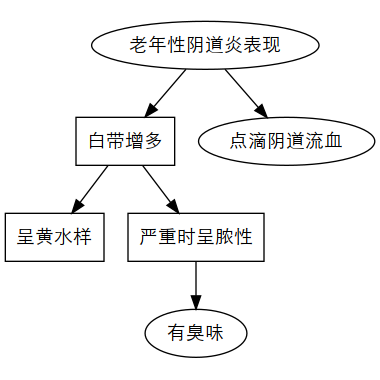 老年性阴道炎表现
白带增多
点滴阴道流血
呈黄水样
严重时呈脓性
有臭味